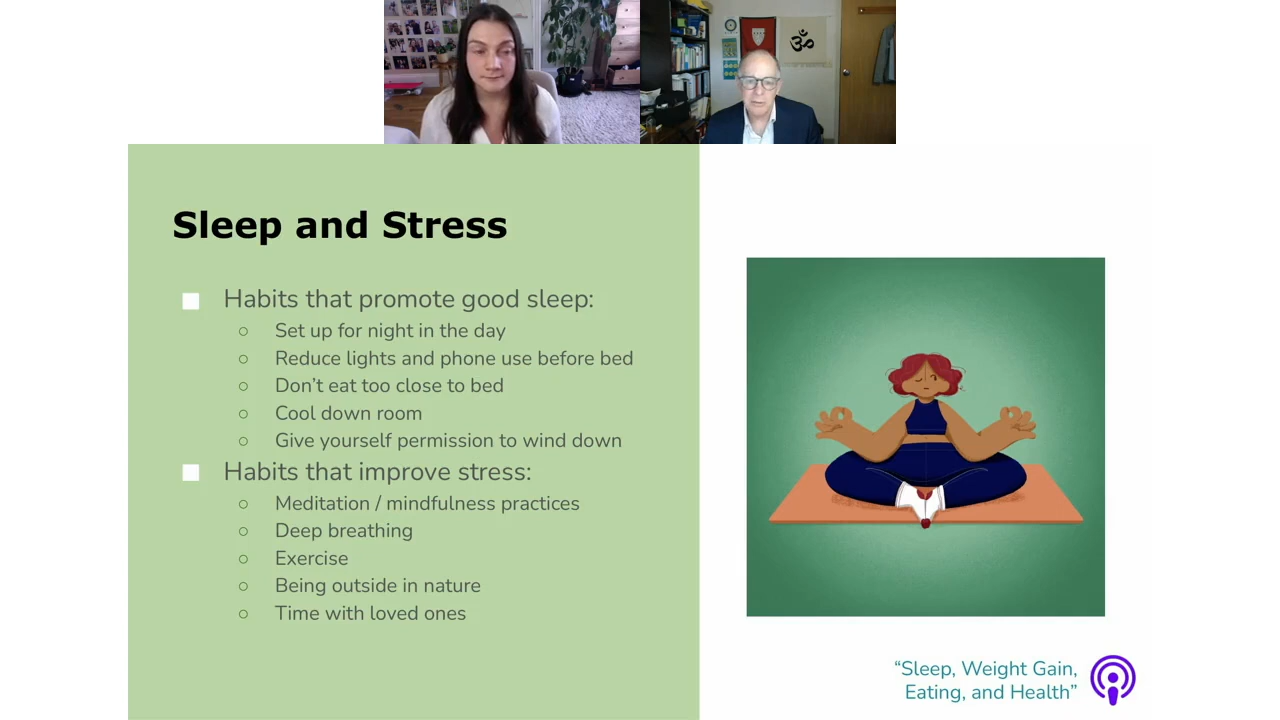 ॐ
Sleep and Stress
Habits that promote good sleep:
Set up for night in the day
Reduce lights and phone use before bed
Don't eat too close to bed
Cool down room
Give yourself permission to wind down
Habits that improve stress:
Meditation / mindfulness practices
Deep breathing
Exercise
Being outside in nature
Time with loved ones
“Sleep, Weight Gain,
Eating, and Health”